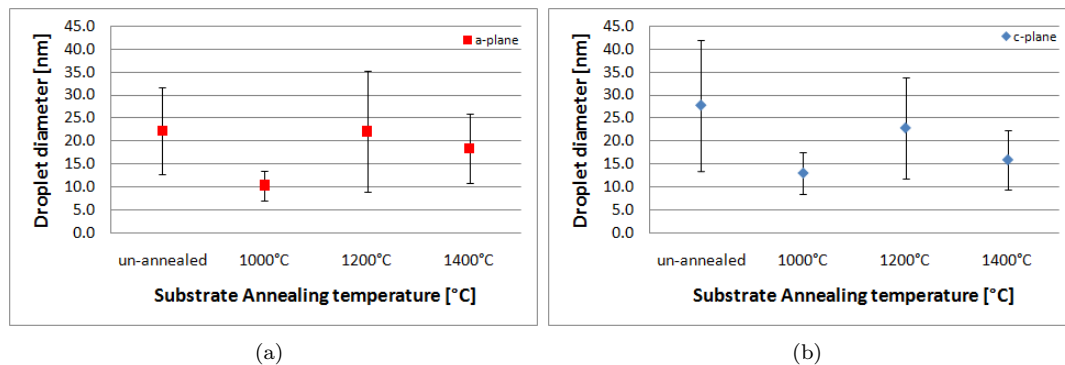 45.0
40.0
35.0
30.0
25.0
20.0
15.0
10.0
5.0
0.0
Droplet diameter [nm]
a-plane
un-annealed 1000°C 1200°C 1400°C
Substrate Annealing temperature [°C]
(a)
45.0
40.0
35.0
30.0
25.0
20.0
15.0
10.0
5.0
0.0
Droplet diameter [nm]
c-plane
un-annealed 1000°C 1200°C 1400°C
Substrate Annealing temperature [°C]
(b)